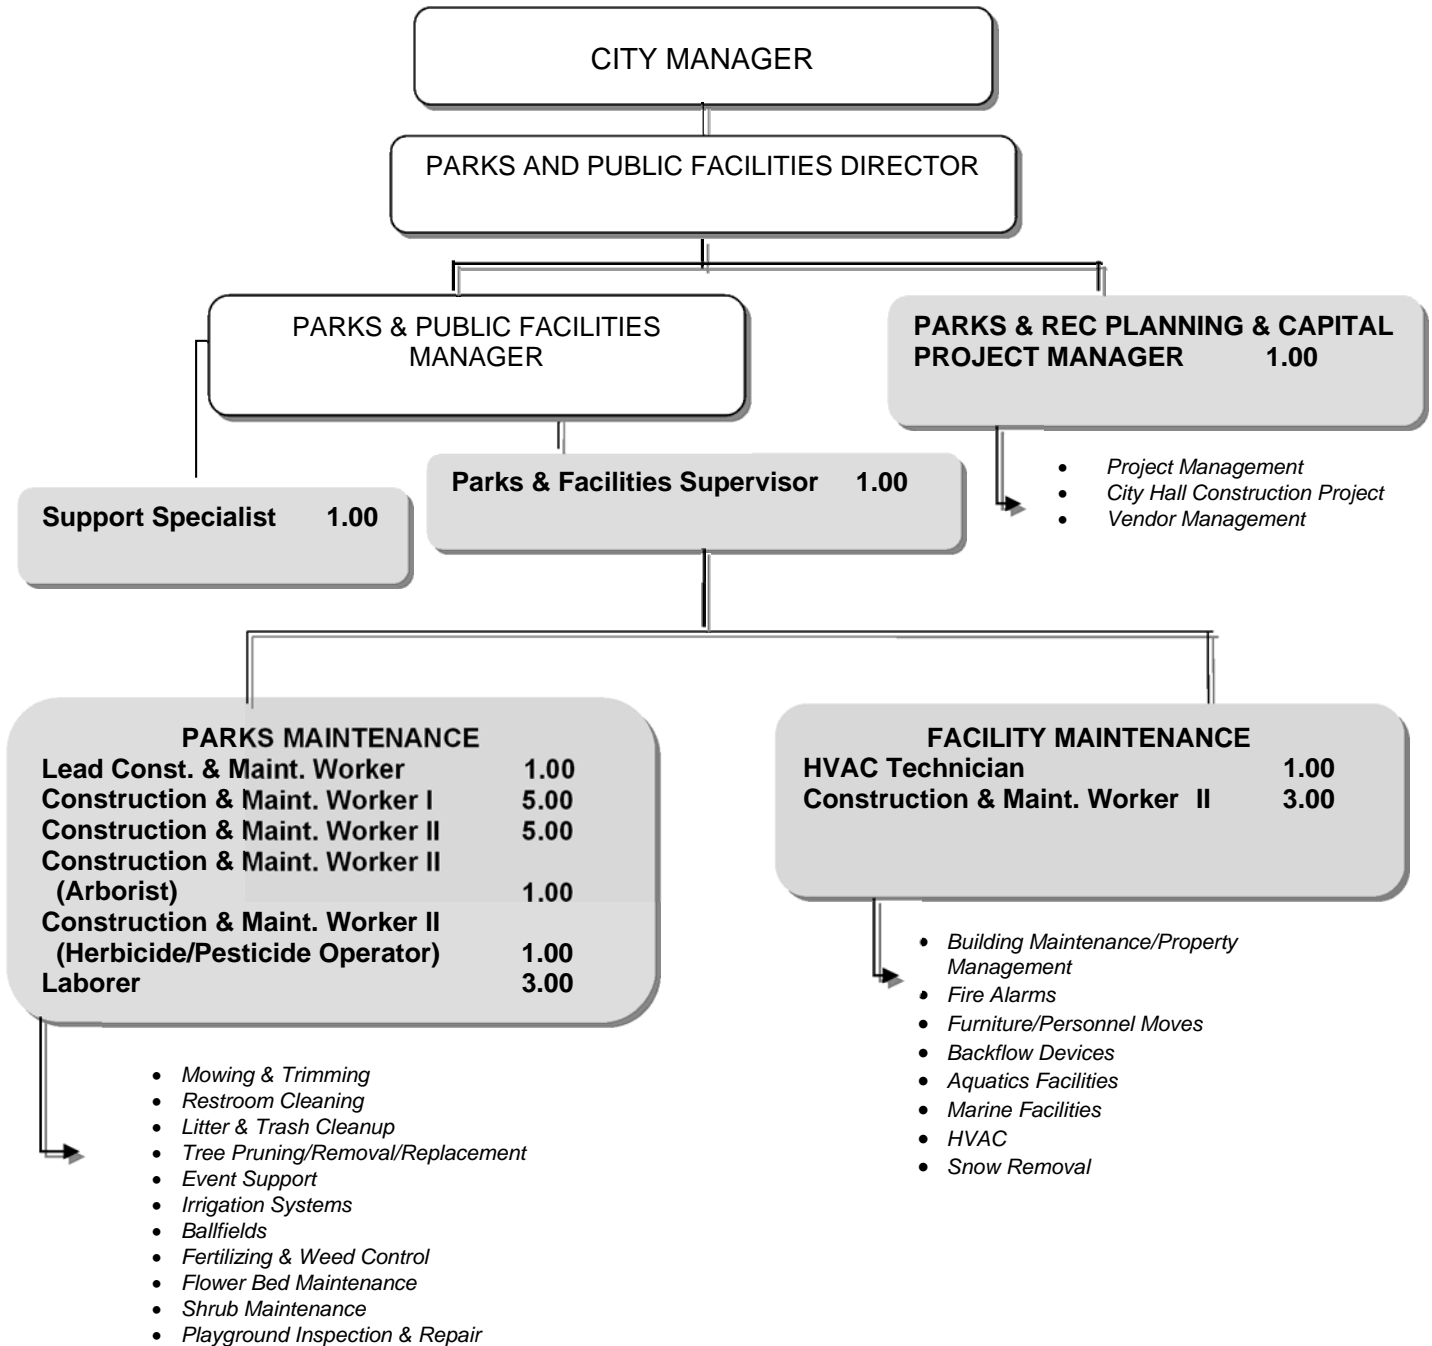 CITY MANAGER
PARKS AND PUBLIC FACILITIES DIRECTOR
PARKS & PUBLIC FACILITIES
MANAGER
PARKS & REC PLANNING & CAPITAL
PROJECT MANAGER 1.00
• Project Management
• City Hall Construction Project
• Vendor Management
Support Specialist 1.00
Parks & Facilities Supervisor 1.00
PARKS MAINTENANCE
Lead Const. & Maint. Worker 1.00
Construction & Maint. Worker I 5.00
Construction & Maint. Worker II 5.00
Construction & Maint. Worker II
(Arborist) 1.00
Construction & Maint. Worker II
(Herbicide/Pesticide Operator) 1.00
Laborer 3.00
• Mowing & Trimming
• Restroom Cleaning
• Litter & Trash Cleanup
• Tree Pruning/Removal/Replacement
• Event Support
• Irrigation Systems
• Ballfields
• Fertilizing & Weed Control
• Flower Bed Maintenance
• Shrub Maintenance
• Playground Inspection & Repair
FACILITY MAINTENANCE
HVAC Technician 1.00
Construction & Maint. Worker II 3.00
• Building Maintenance/Property
Management
• Fire Alarms
• Furniture/Personnel Moves
• Backflow Devices
• Aquatics Facilities
• Marine Facilities
• HVAC
• Snow Removal